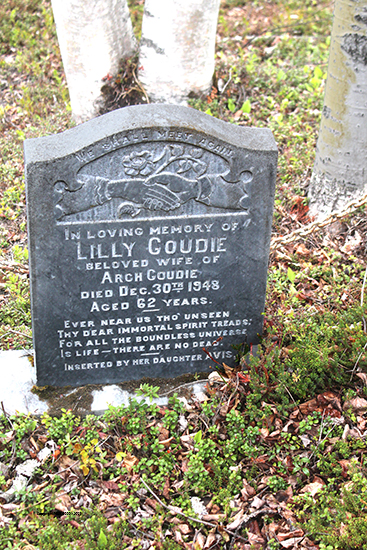 WE SHALL MEET AGAIN
IN LOVING MEMORY OF
LILLY GOUDIE
BELOVED WIFE OF
ARCH GOUDIE
DIED DEC. 30TH 1948
AGED 62 YEARS.
EVER NEAR US THO' UNSEEN
THY DEAR IMMORTAL SPIRIT TREADS;
FOR ALL THE BOUNDLESS UNIVERSE
IS LIFE — THERE ARE NO DEAD.
INSERTED BY HER DAUGHTER